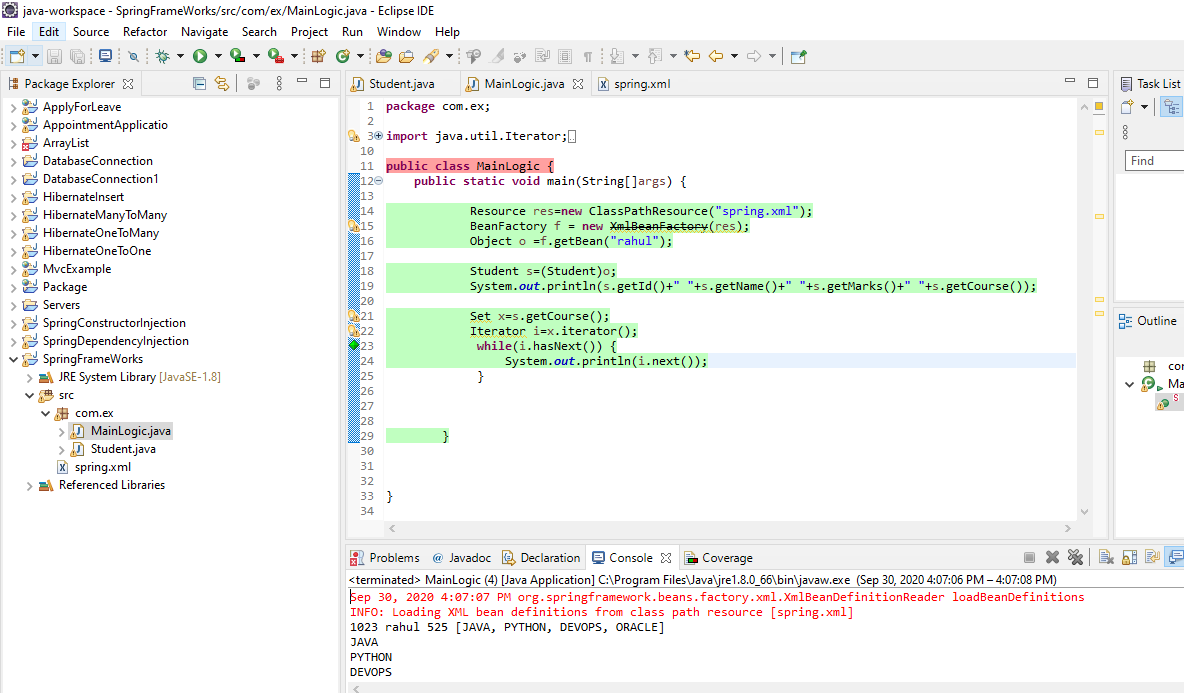 java-workspace - SpringFrameWorks/src/com/ex/MainLogic.java - Eclipse IDE
File Edit Source Refactor Navigate Search Project Run Window Help
Package Explorer
ApplyForLeave
AppointmentApplicatio
ArrayList
DatabaseConnection
DatabaseConnection1
HibernateInsert
HibernateManyToMany
HibernateOneToMany
HibernateOneToOne
MvcExample
Package
Servers
SpringConstructorInjection
SpringDependencyInjection
SpringFrameWorks
JRE System Library [JavaSE-1.8]
src
com.ex
MainLogic.java
Student.java
spring.xml
Referenced Libraries
Student.java MainLogic.java spring.xml
1 package com.ex;
2
3 import java.util.Iterator;
10
11 public class MainLogic {
12 public static void main(String[]args) {
13
14 Resource res=new ClassPathResource("spring.xml");
15 BeanFactory f = new XmlBeanFactory(res);
16 Object o =f.getBean("rahul");
17
18 Student s=(Student)o;
19 System.out.println(s.getId()+" "+s.getName()+" "+s.getMarks()+" "+s.getCourse());
20
21 Set x=s.getCourse();
22 Iterator i=x.iterator();
23 while(i.hasNext()) {
24 System.out.println(i.next());
25 }
26
27
28
29 }
30
31
32
33 }
34
Task List
Find
Outline
Ma
S
Problems @ Javadoc Declaration Console Coverage
<terminated> MainLogic (4) [Java Application] C:\Program Files\Java\jre1.8.0_66\bin\javaw.exe (Sep 30, 2020 4:07:06 PM – 4:07:08 PM)
Sep 30, 2020 4:07:07 PM org.springframework.beans.factory.xml.XmlBeanDefinitionReader loadBeanDefinitions
INFO: Loading XML bean definitions from class path resource [spring.xml]
1023 rahul 525 [JAVA, PYTHON, DEVOPS, ORACLE]
JAVA
PYTHON
DEVOPS